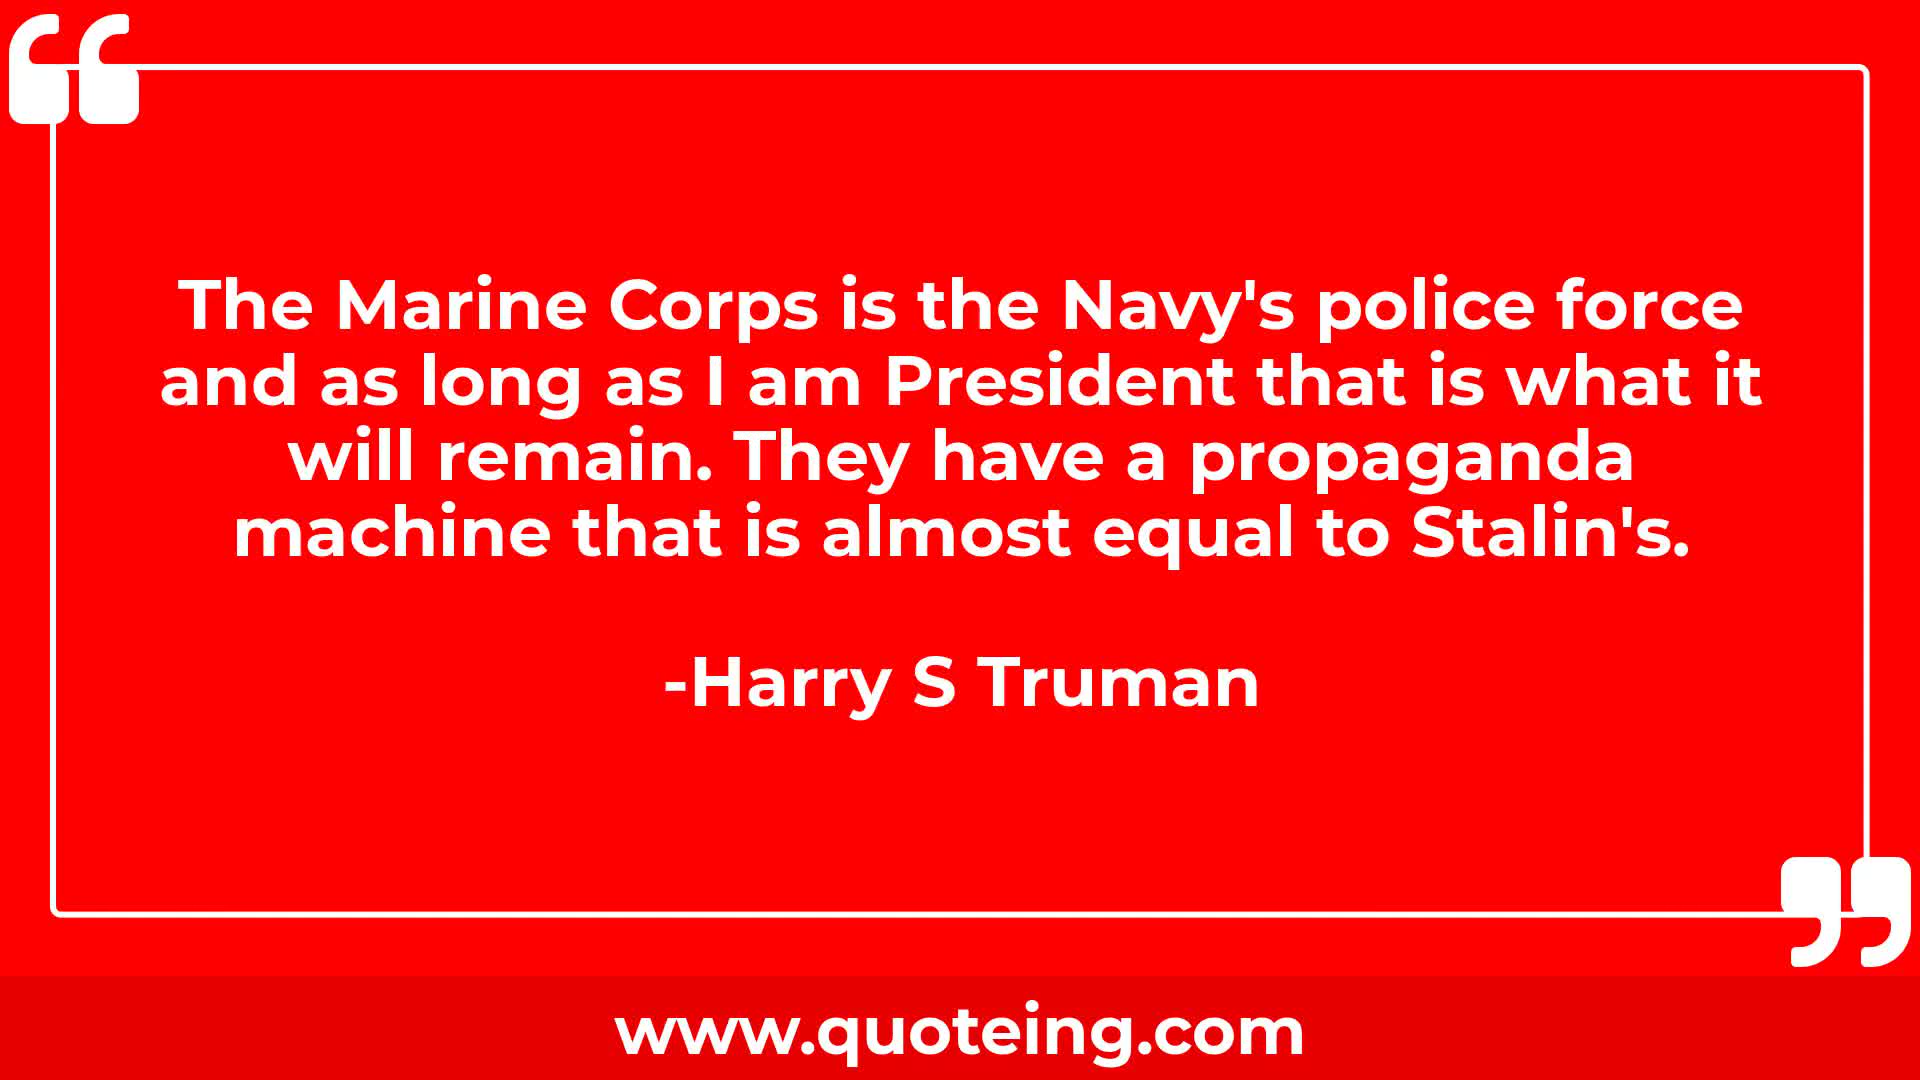 The Marine Corps is the Navy's police force
and as long as I am President that is what it
will remain. They have a propaganda
machine that is almost equal to Stalin's.
-Harry S Truman
www.quoteing.com